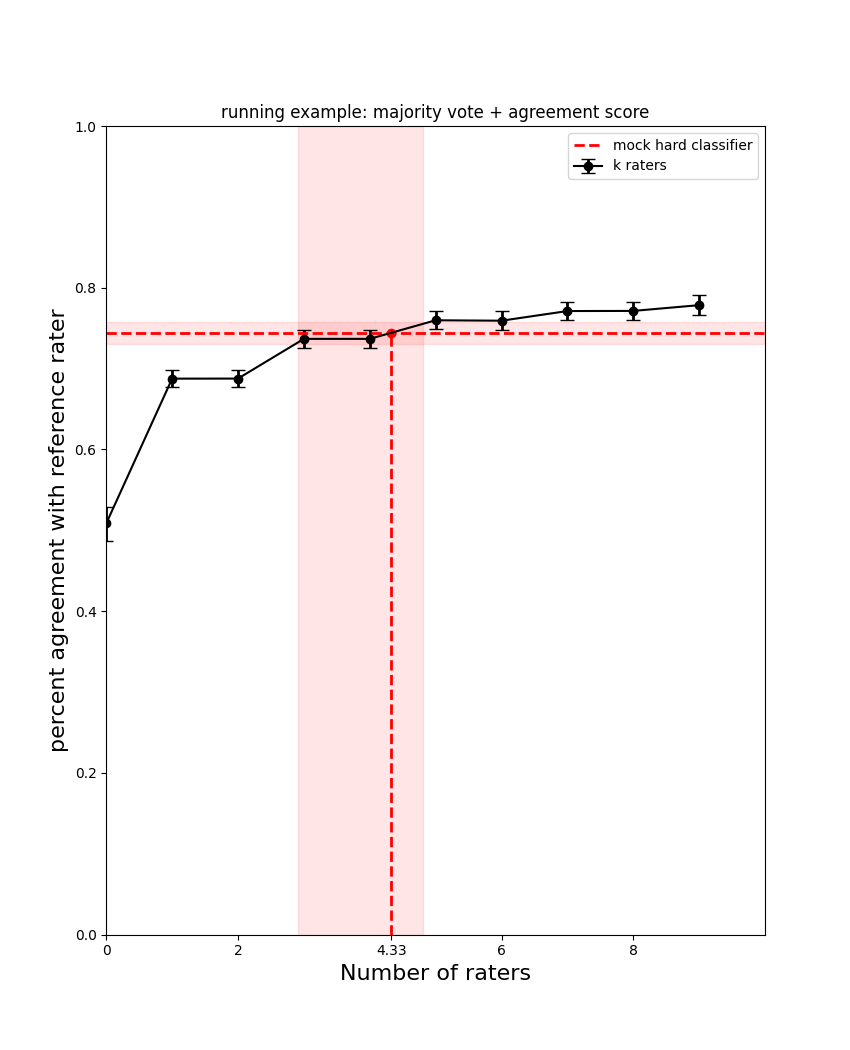 running example: majority vote + agreement score
mock hard classifier
k raters
percent agreement with reference rater
1.0
0.8
0.6
0.4
0.2
0.0
0 2 4.33 6 8
Number of raters